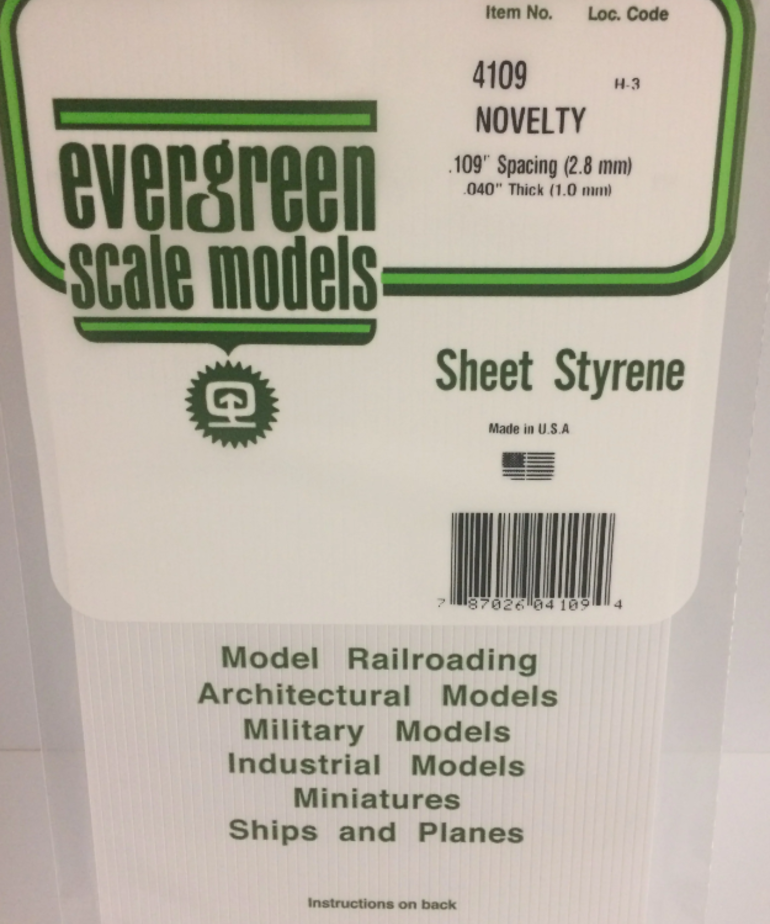 Item No. Loc. Code
4109 H-3
NOVELTY
.109" Spacing (2.8 mm)
.040" Thick (1.0 mm)
evergreen
scale models
Sheet Styrene
Made in U.S.A
7 87026 04109 4
Model Railroading
Architectural Models
Military Models
Industrial Models
Miniatures
Ships and Planes
Instructions on back